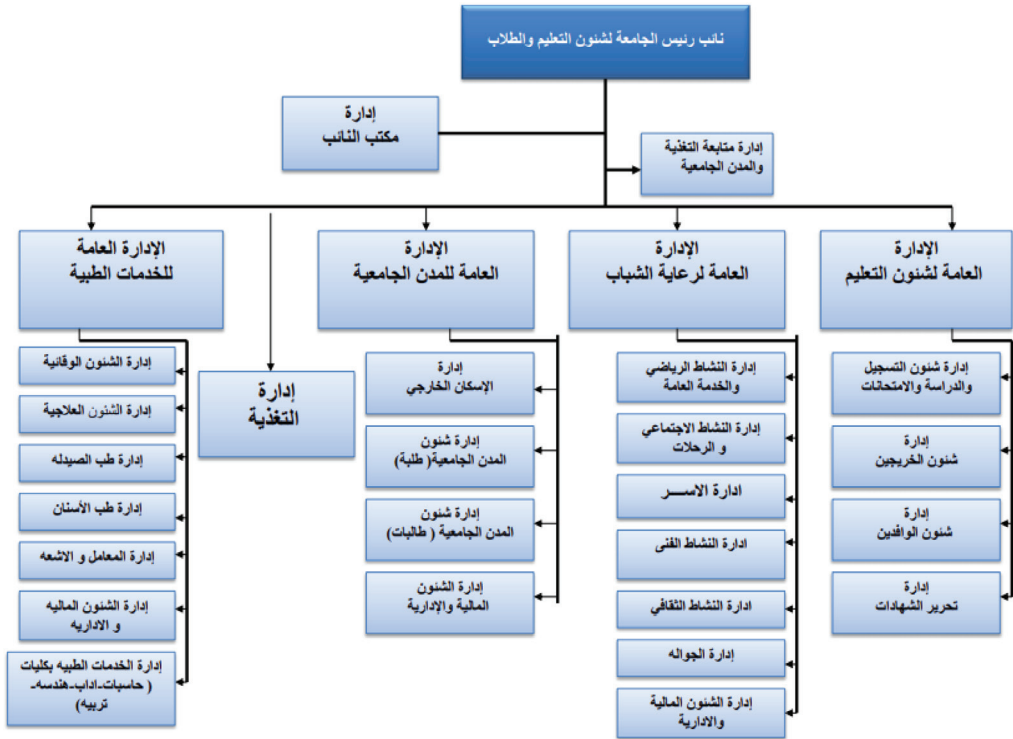 نائب رئيس الجامعة لشئون التعليم والطلاب
إدارة
مكتب النائب
إدارة متابعة التغذية
والمدن الجامعية
الإدارة
العامة لشئون التعليم
الإدارة
العامة لرعاية الشباب
الإدارة
العامة للمدن الجامعية
الإدارة العامة
للخدمات الطبية
إدارة شئون التسجيل
والدراسة والامتحانات
إدارة
شئون الخريجين
إدارة
شئون الوافدين
إدارة
تحرير الشهادات
إدارة النشاط الرياضي
والخدمة العامة
إدارة النشاط الاجتماعي
و الرحلات
ادارة الاســـر
ادارة النشاط الفنى
ادارة النشاط الثقافي
إدارة الجواله
إدارة الشئون المالية
والادارية
إدارة
الإسكان الخارجي
إدارة شئون
المدن الجامعية( طلبة)
إدارة شئون
المدن الجامعية ( طالبات)
إدارة الشئون
المالية والإدارية
إدارة
التغذية
إدارة الشئون الوقائية
إدارة الشئون العلاجية
إدارة طب الصيدله
إدارة طب الأسنان
إدارة المعامل و الاشعه
إدارة الشئون الماليه
و الاداريه
إدارة الخدمات الطبيه بكليات
( حاسبات-اداب-هندسه-
تربيه)